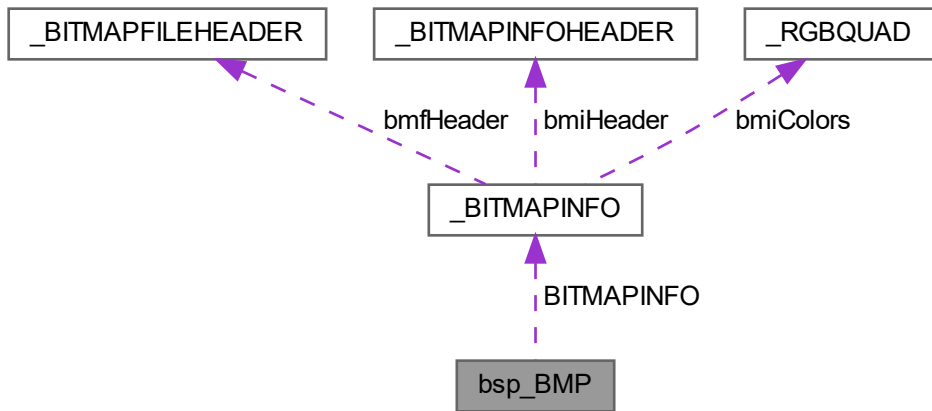 _BITMAPFILEHEADER
_BITMAPINFOHEADER
_RGBQUAD
bmfHeader
bmiHeader
bmiColors
_BITMAPINFO
BITMAPINFO
bsp_BMP